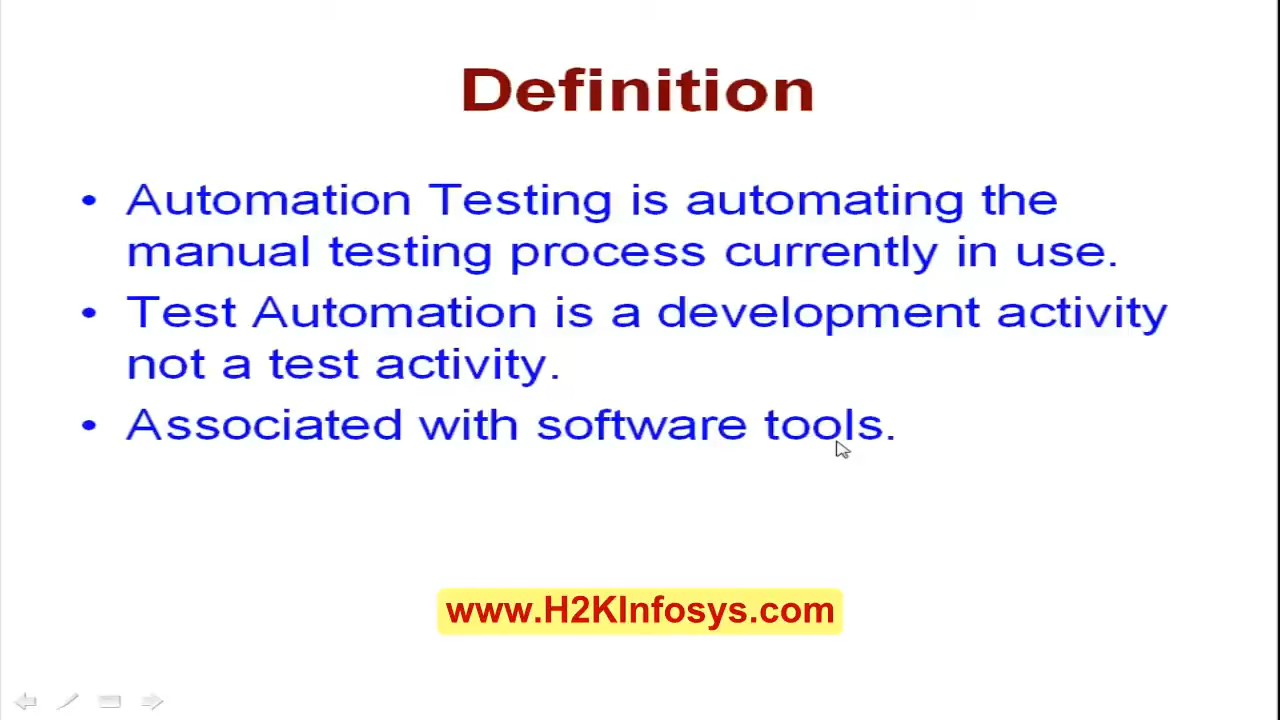 Definition
• Automation Testing is automating the
manual testing process currently in use.
• Test Automation is a development activity
not a test activity.
• Associated with software tools.
www.H2KInfosys.com